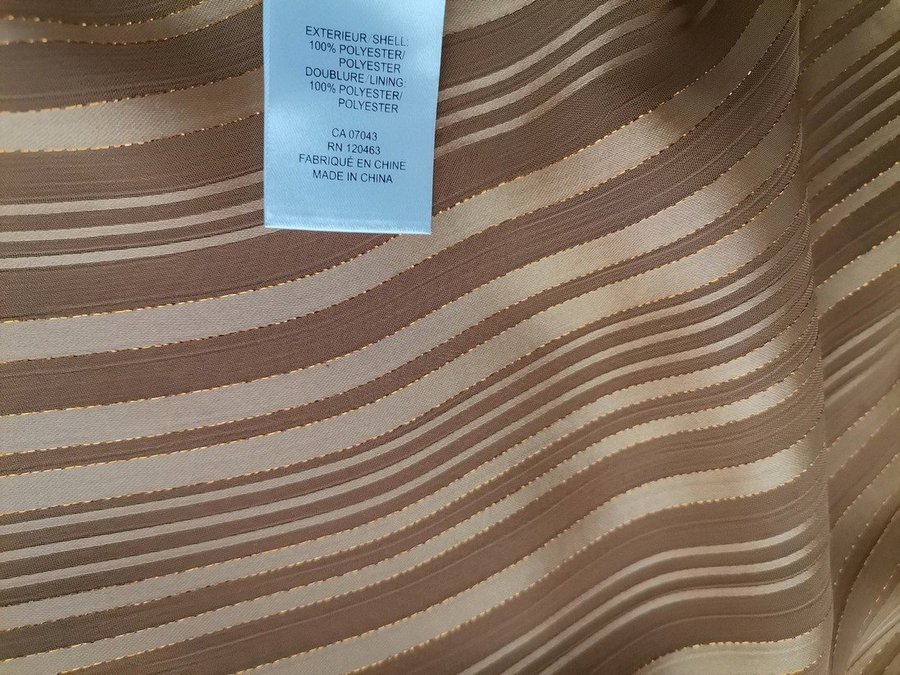 EXTERIEUR/SHELL:
100% POLYESTER/
POLYESTER
DOUBLURE/LINING:
100% POLYESTER/
POLYESTER
CA 07043
RN 120463
FABRIQUÉ EN CHINE
MADE IN CHINA